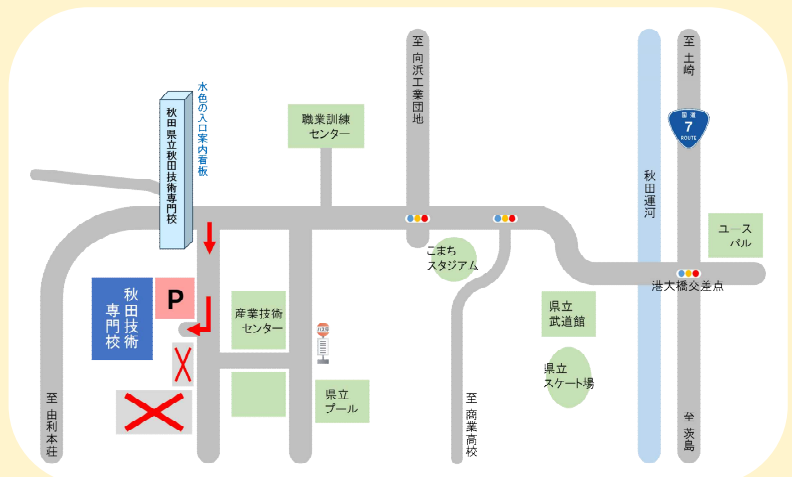 水色の入口案内看板
秋田県立秋田技術専門校
職業訓練
センター
至 向浜工業団地
至 土崎
国道
7
ROUTE
秋田運河
ユース
パル
こまち
スタジアム
港大橋交差点
秋田技術
専門校
P
産業技術
センター
県立
武道館
県立
スケート場
県立
プール
至 由利本荘
至 商業高校
至 茨島